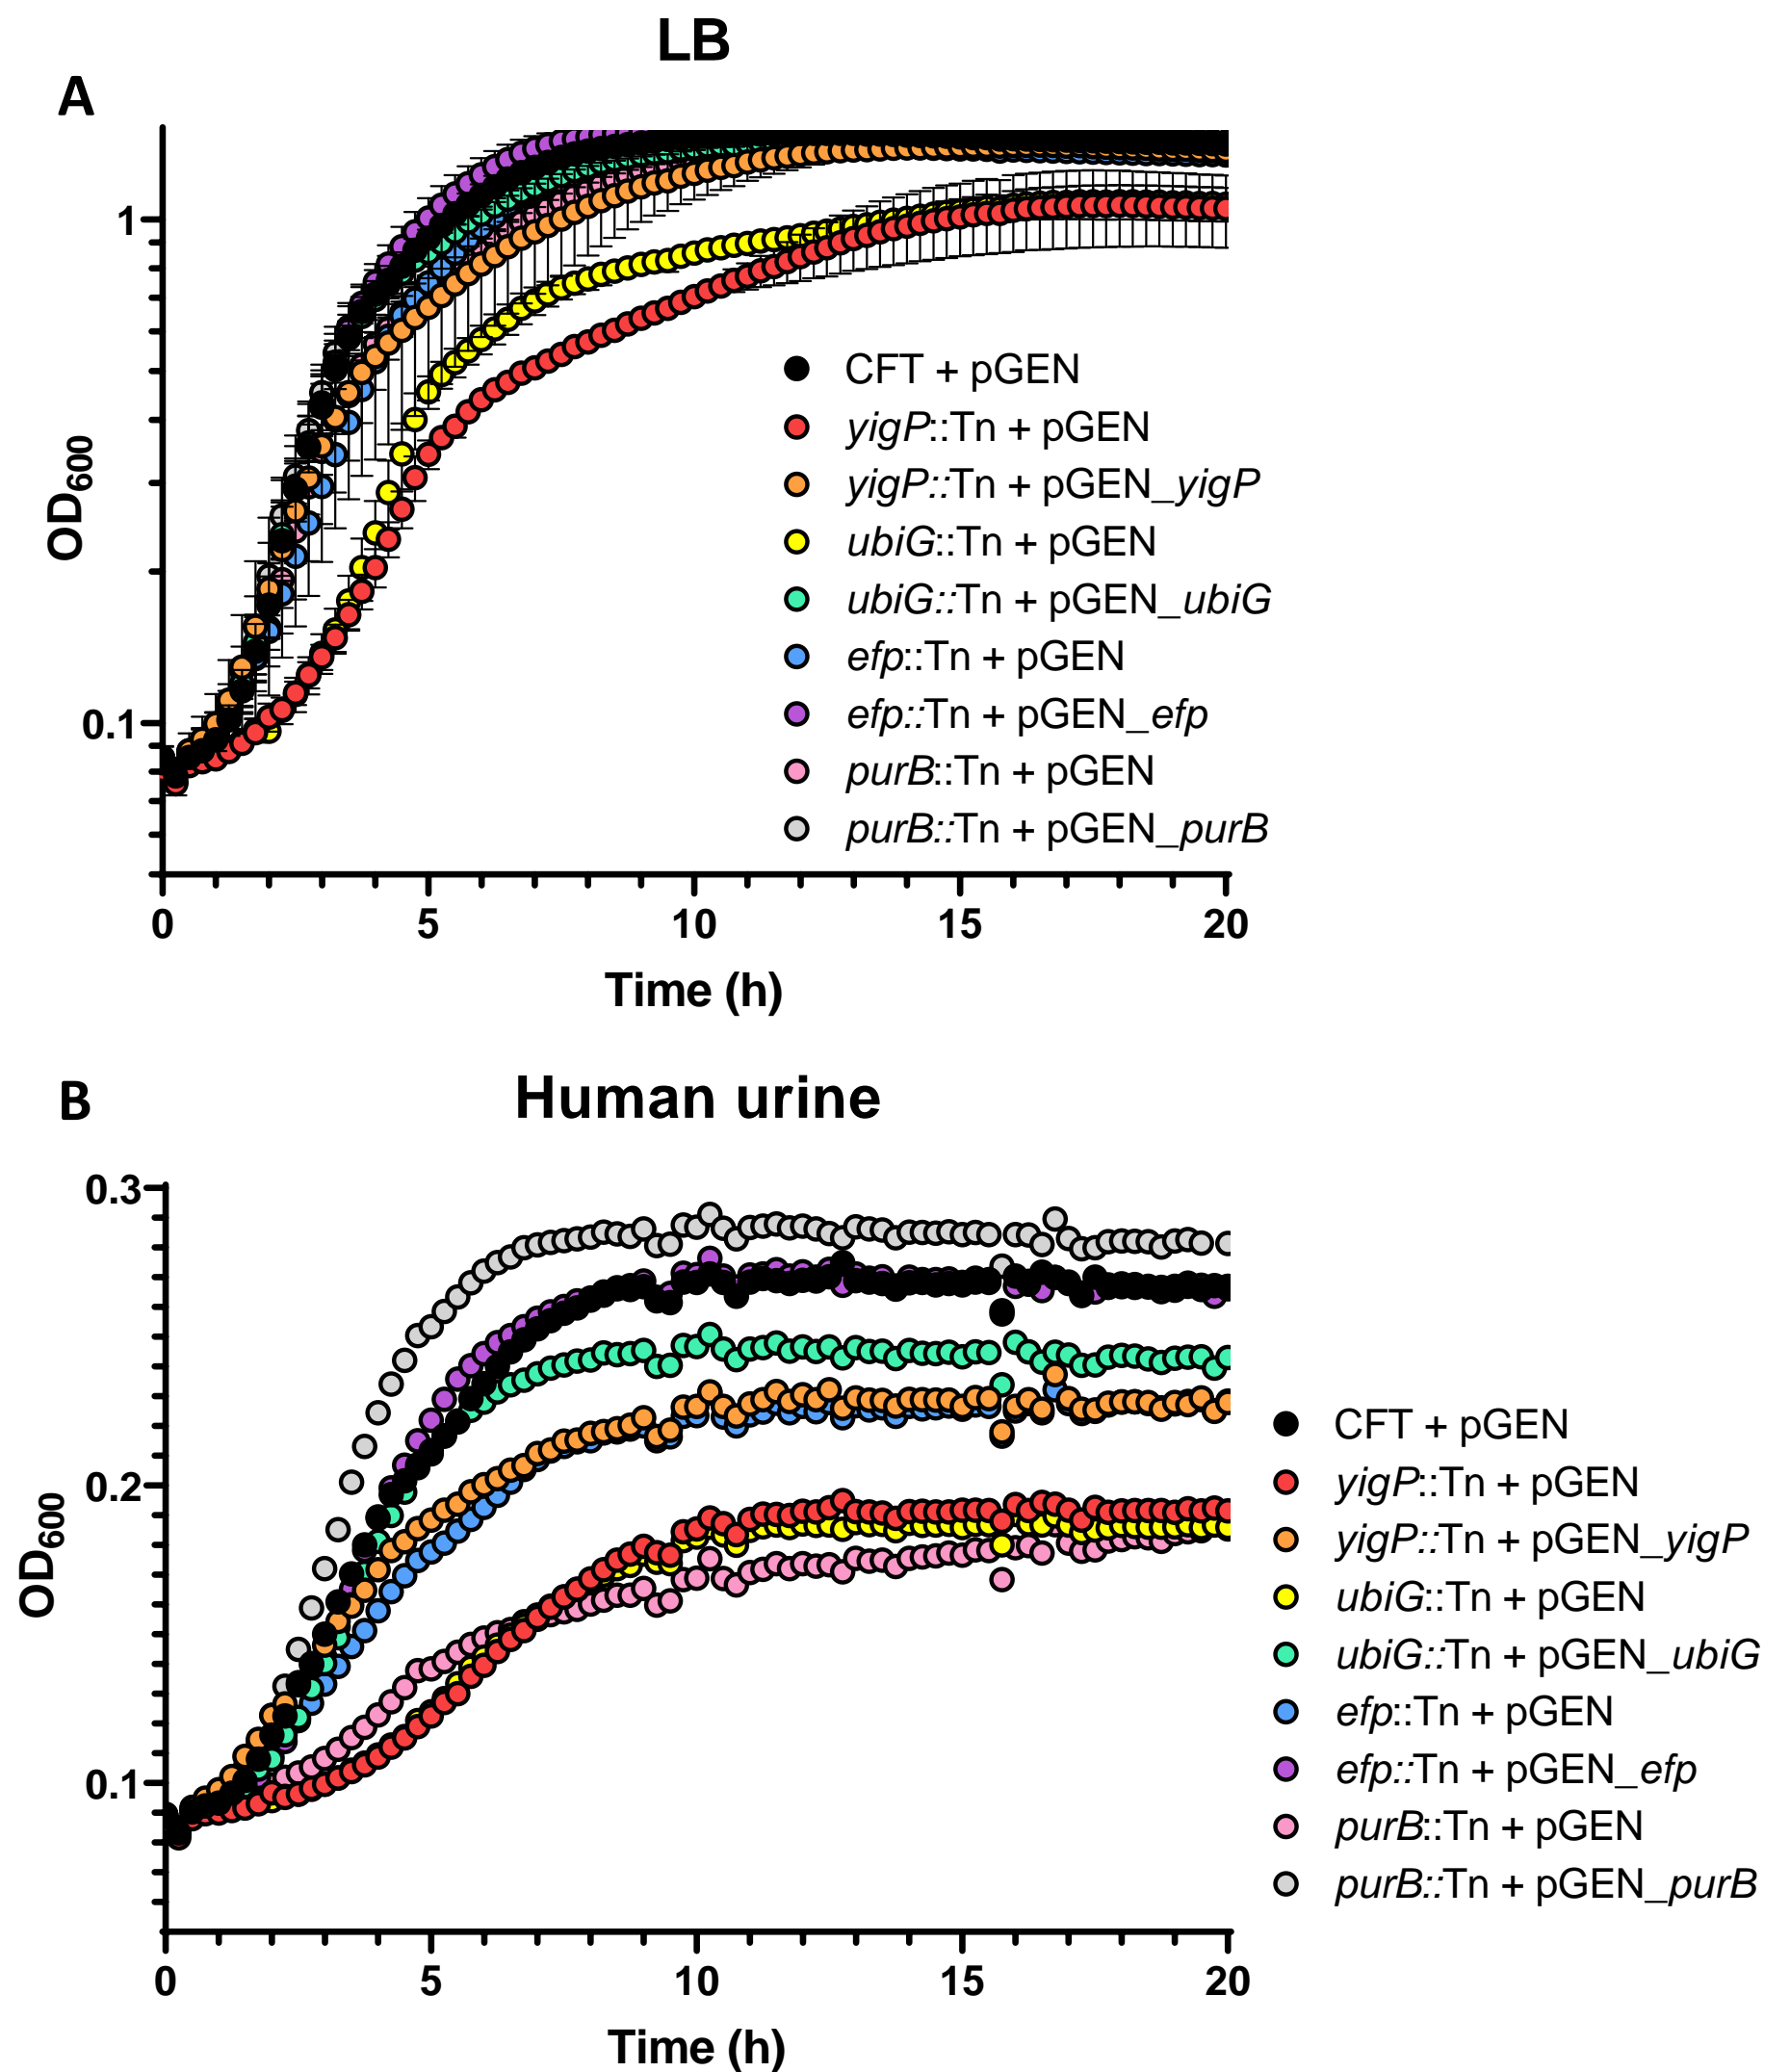 LB
A
1
0.1
OD600
0
5
10
15
20
Time (h)
CFT + pGEN
yigP::Tn + pGEN
yigP::Tn + pGEN_yigP
ubiG::Tn + pGEN
ubiG::Tn + pGEN_ubiG
efp::Tn + pGEN
efp::Tn + pGEN_efp
purB::Tn + pGEN
purB::Tn + pGEN_purB
B
Human urine
0.3
0.2
0.1
OD600
0
5
10
15
20
Time (h)
CFT + pGEN
yigP::Tn + pGEN
yigP::Tn + pGEN_yigP
ubiG::Tn + pGEN
ubiG::Tn + pGEN_ubiG
efp::Tn + pGEN
efp::Tn + pGEN_efp
purB::Tn + pGEN
purB::Tn + pGEN_purB